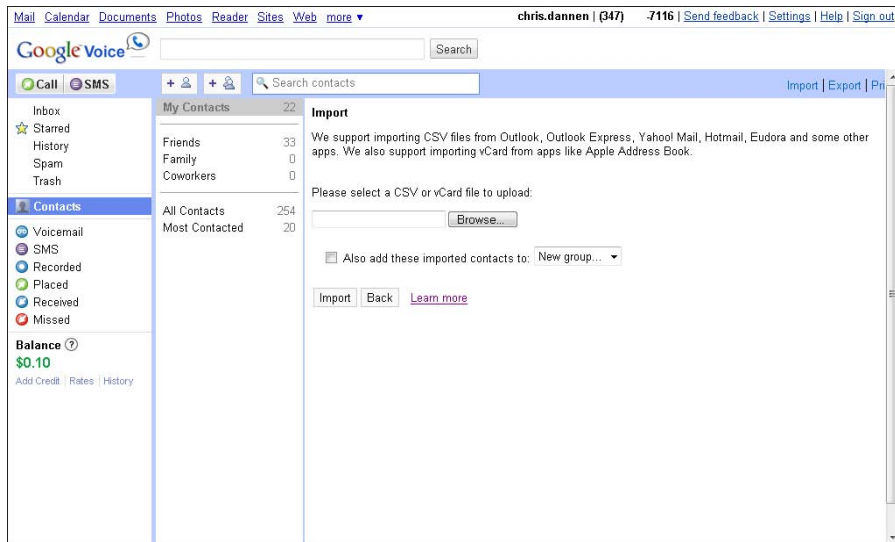 Mail Calendar Documents Photos Reader Sites Web more ▼ chris.dannen | (347) -7116 | Send feedback | Settings | Help | Sign out
Google Voice Search
Call SMS + + Search contacts Import | Export | Pri
Inbox
Starred
History
Spam
Trash
Contacts
Voicemail
SMS
Recorded
Placed
Received
Missed
Balance ?
$0.10
Add Credit | Rates | History
My Contacts 22
Friends 33
Family 0
Coworkers 0
All Contacts 254
Most Contacted 20
Import
We support importing CSV files from Outlook, Outlook Express, Yahoo! Mail, Hotmail, Eudora and some other
apps. We also support importing vCard from apps like Apple Address Book.
Please select a CSV or vCard file to upload:
Browse...
Also add these imported contacts to: New group...
Import Back Learn more